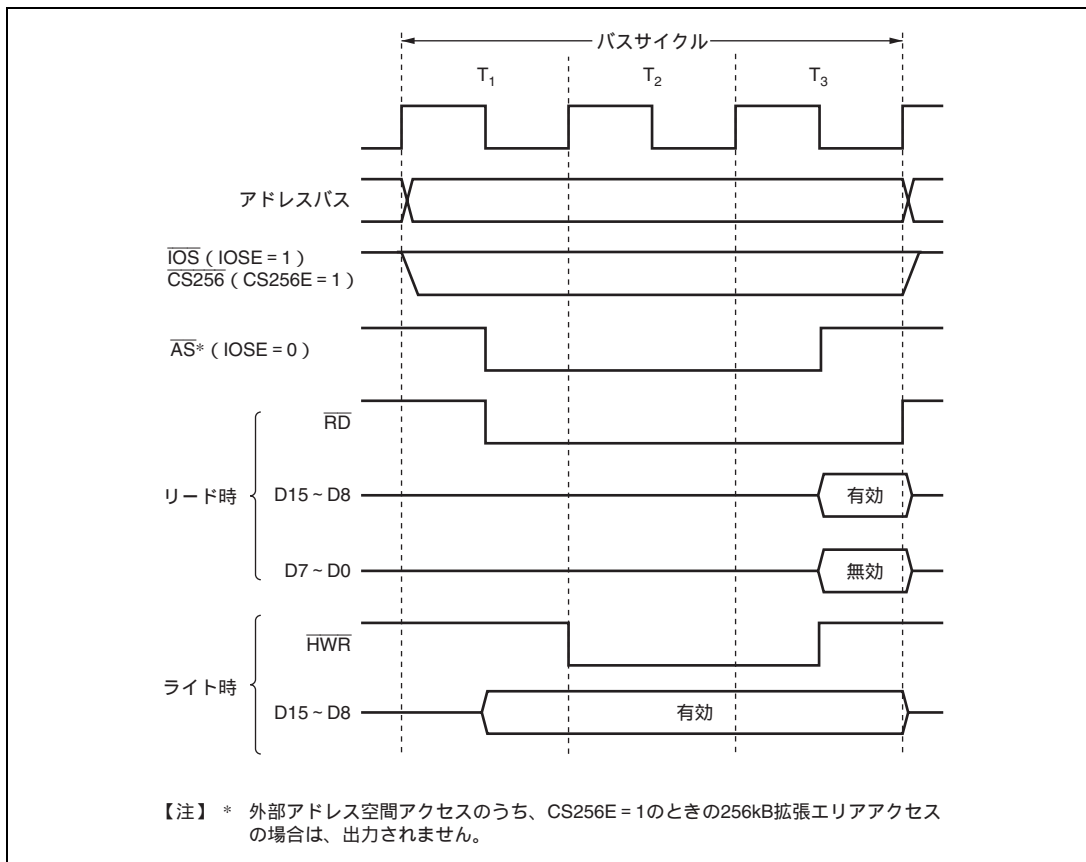 バスサイクル
T1 T2 T3
アドレスバス
IOS（IOSE = 1）
CS256（CS256E = 1）
AS*（IOSE = 0）
RD
リード時
D15～D8
有効
D7～D0
無効
HWR
ライト時
D15～D8
有効
【注】 * 外部アドレス空間アクセスのうち、CS256E = 1のときの256kB拡張エリアアクセス
の場合は、出力されません。